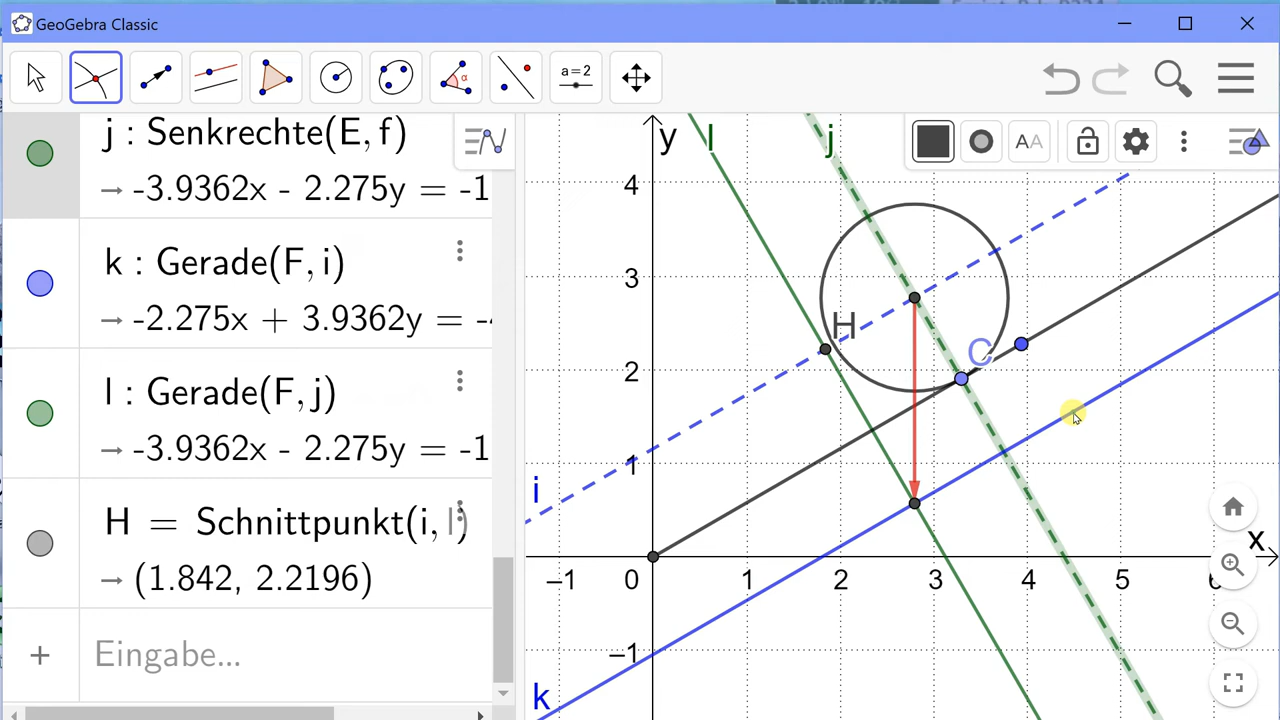 GeoGebra Classic
α
a=2
j : Senkrechte(E, f)
→ -3.9362x - 2.275y = -1
k : Gerade(F, i)
→ -2.275x + 3.9362y = -
l : Gerade(F, j)
→ -3.9362x - 2.275y = -1
H = Schnittpunkt(i, l)
→ (1.842, 2.2196)
+ Eingabe...
AA
y
l
j
4
3
H
2
C
1
i
x
−1 0 1 2 3 4 5 6
−1
k